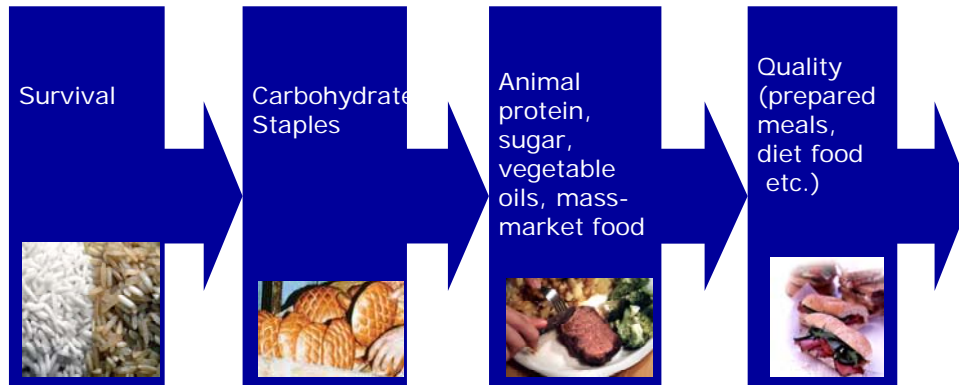 Survival
Carbohydrate
Staples
Animal
protein,
sugar,
vegetable
oils, mass-
market food
Quality
(prepared
meals,
diet food
etc.)